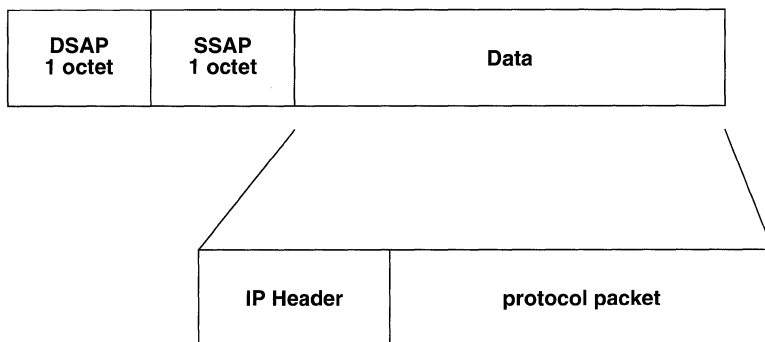 DSAP
1 octet
SSAP
1 octet
Data
IP Header
protocol packet